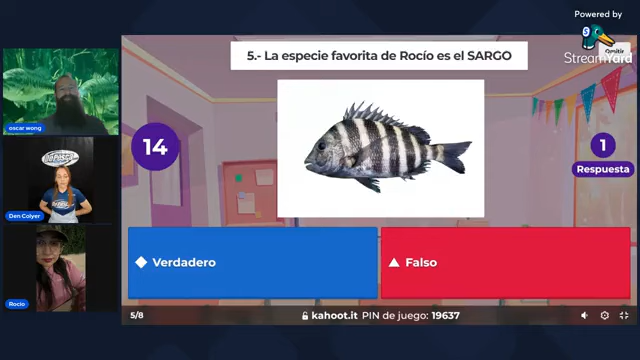 Powered by
StreamYard
Omitir
5.- La especie favorita de Rocío es el SARGO
14
1
Respuesta
oscar wong
Den Colyer
Rocio
Verdadero
Falso
5/8
kahoot.it PIN de juego: 19637